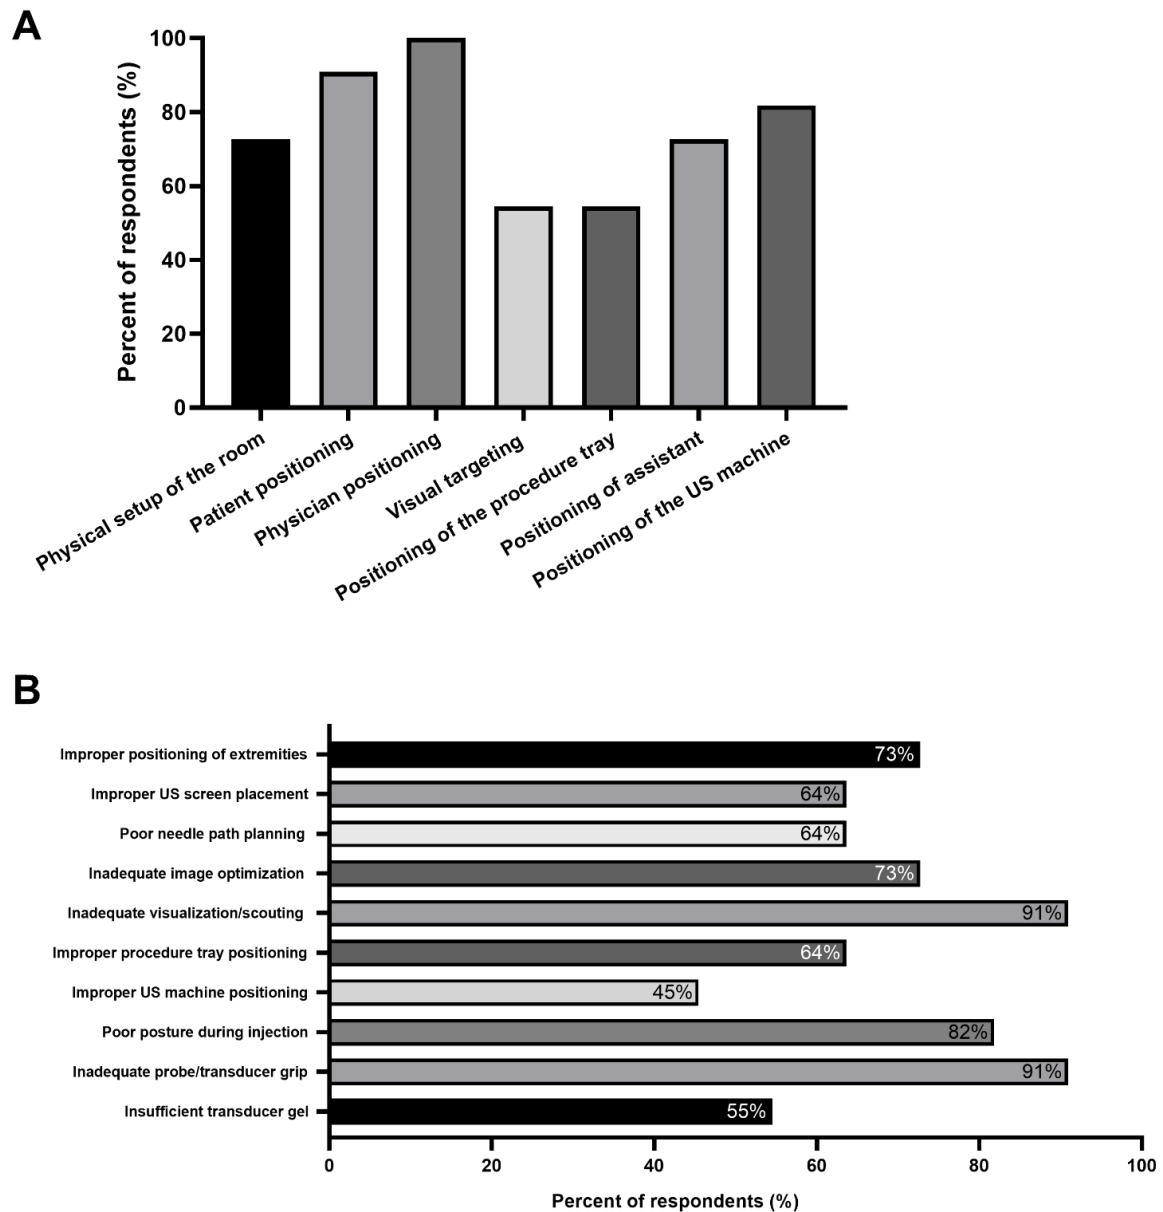 A
Percent of respondents (%)
100
80
60
40
20
0
Physical setup of the room
Patient positioning
Physician positioning
Visual targeting
Positioning of the procedure tray
Positioning of assistant
Positioning of the US machine
B
Improper positioning of extremities 73%
Improper US screen placement 64%
Poor needle path planning 64%
Inadequate image optimization 73%
Inadequate visualization/scouting 91%
Improper procedure tray positioning 64%
Improper US machine positioning 45%
Poor posture during injection 82%
Inadequate probe/transducer grip 91%
Insufficient transducer gel 55%
0 20 40 60 80 100
Percent of respondents (%)